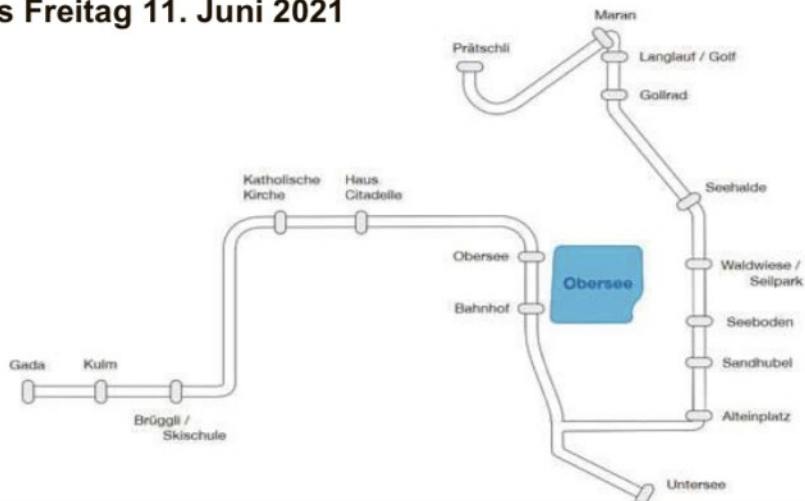 s Freitag 11. Juni 2021
Maran
Prätschli
Langlauf / Golf
Gollrad
Katholische
Kirche
Haus
Citadelle
Seehalde
Obersee
Obersee
Waldwiese /
Seilpark
Bahnhof
Seeboden
Gada
Kulm
Sandhubel
Brüggli /
Skischule
Alteinplatz
Untersee